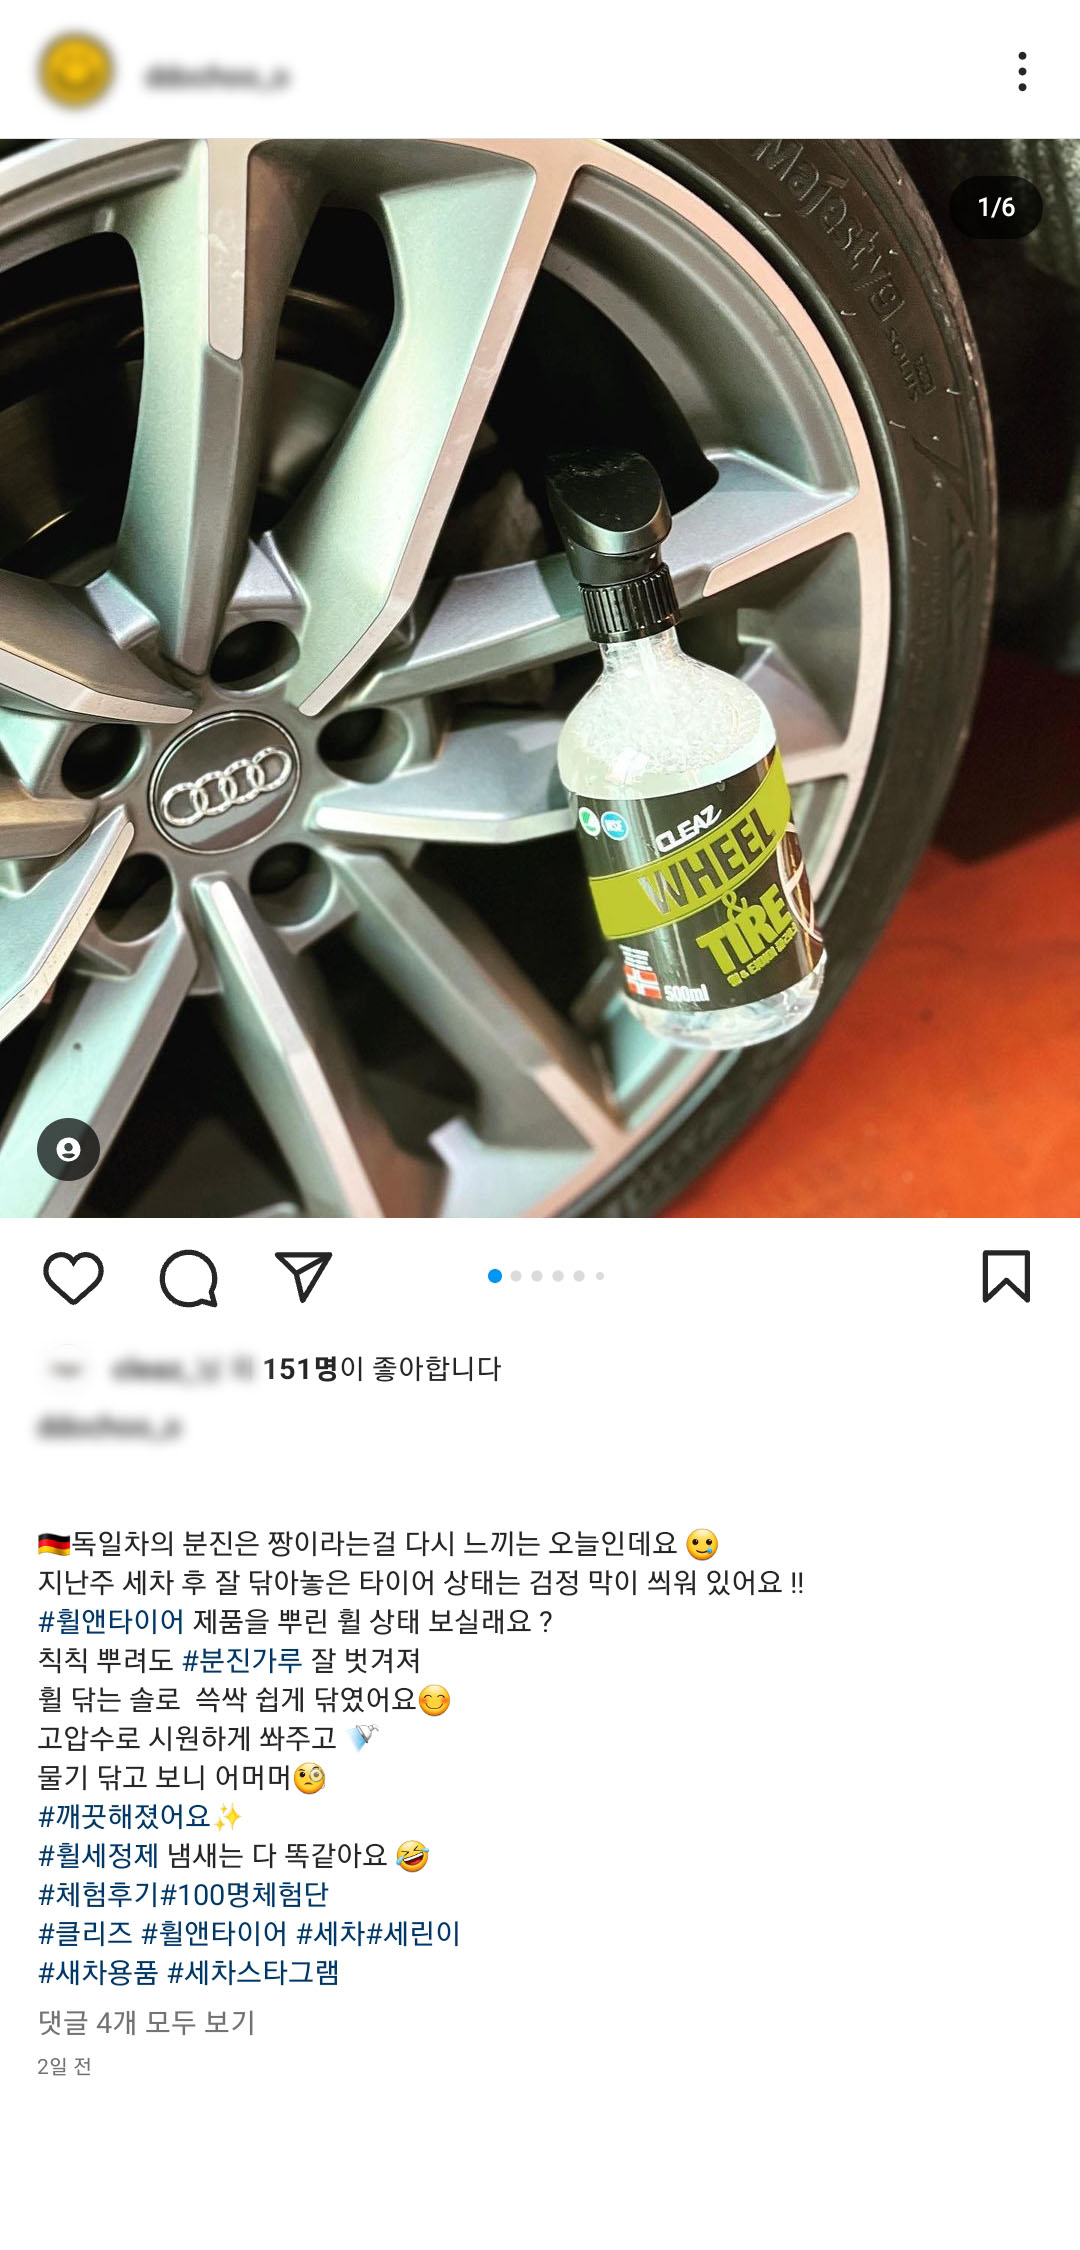 1/6
Majesty9
SOLUS
CLEAZ
WHEEL
&
TIRE
500ml
151명이 좋아합니다
🇩🇪독일차의 분진은 짱이라는걸 다시 느끼는 오늘인데요 🥲
지난주 세차 후 잘 닦아놓은 타이어 상태는 검정 막이 씌워 있어요 !!
#휠앤타이어 제품을 뿌린 휠 상태 보실래요 ?
칙칙 뿌려도 #분진가루 잘 벗겨져
휠 닦는 솔로  쓱싹 쉽게 닦였어요😊
고압수로 시원하게 쏴주고 🚿
물기 닦고 보니 어머머🧐
#깨끗해졌어요✨
#휠세정제 냄새는 다 똑같아요 🤣
#체험후기#100명체험단
#클리즈 #휠앤타이어 #세차#세린이
#새차용품 #세차스타그램
댓글 4개 모두 보기
2일 전